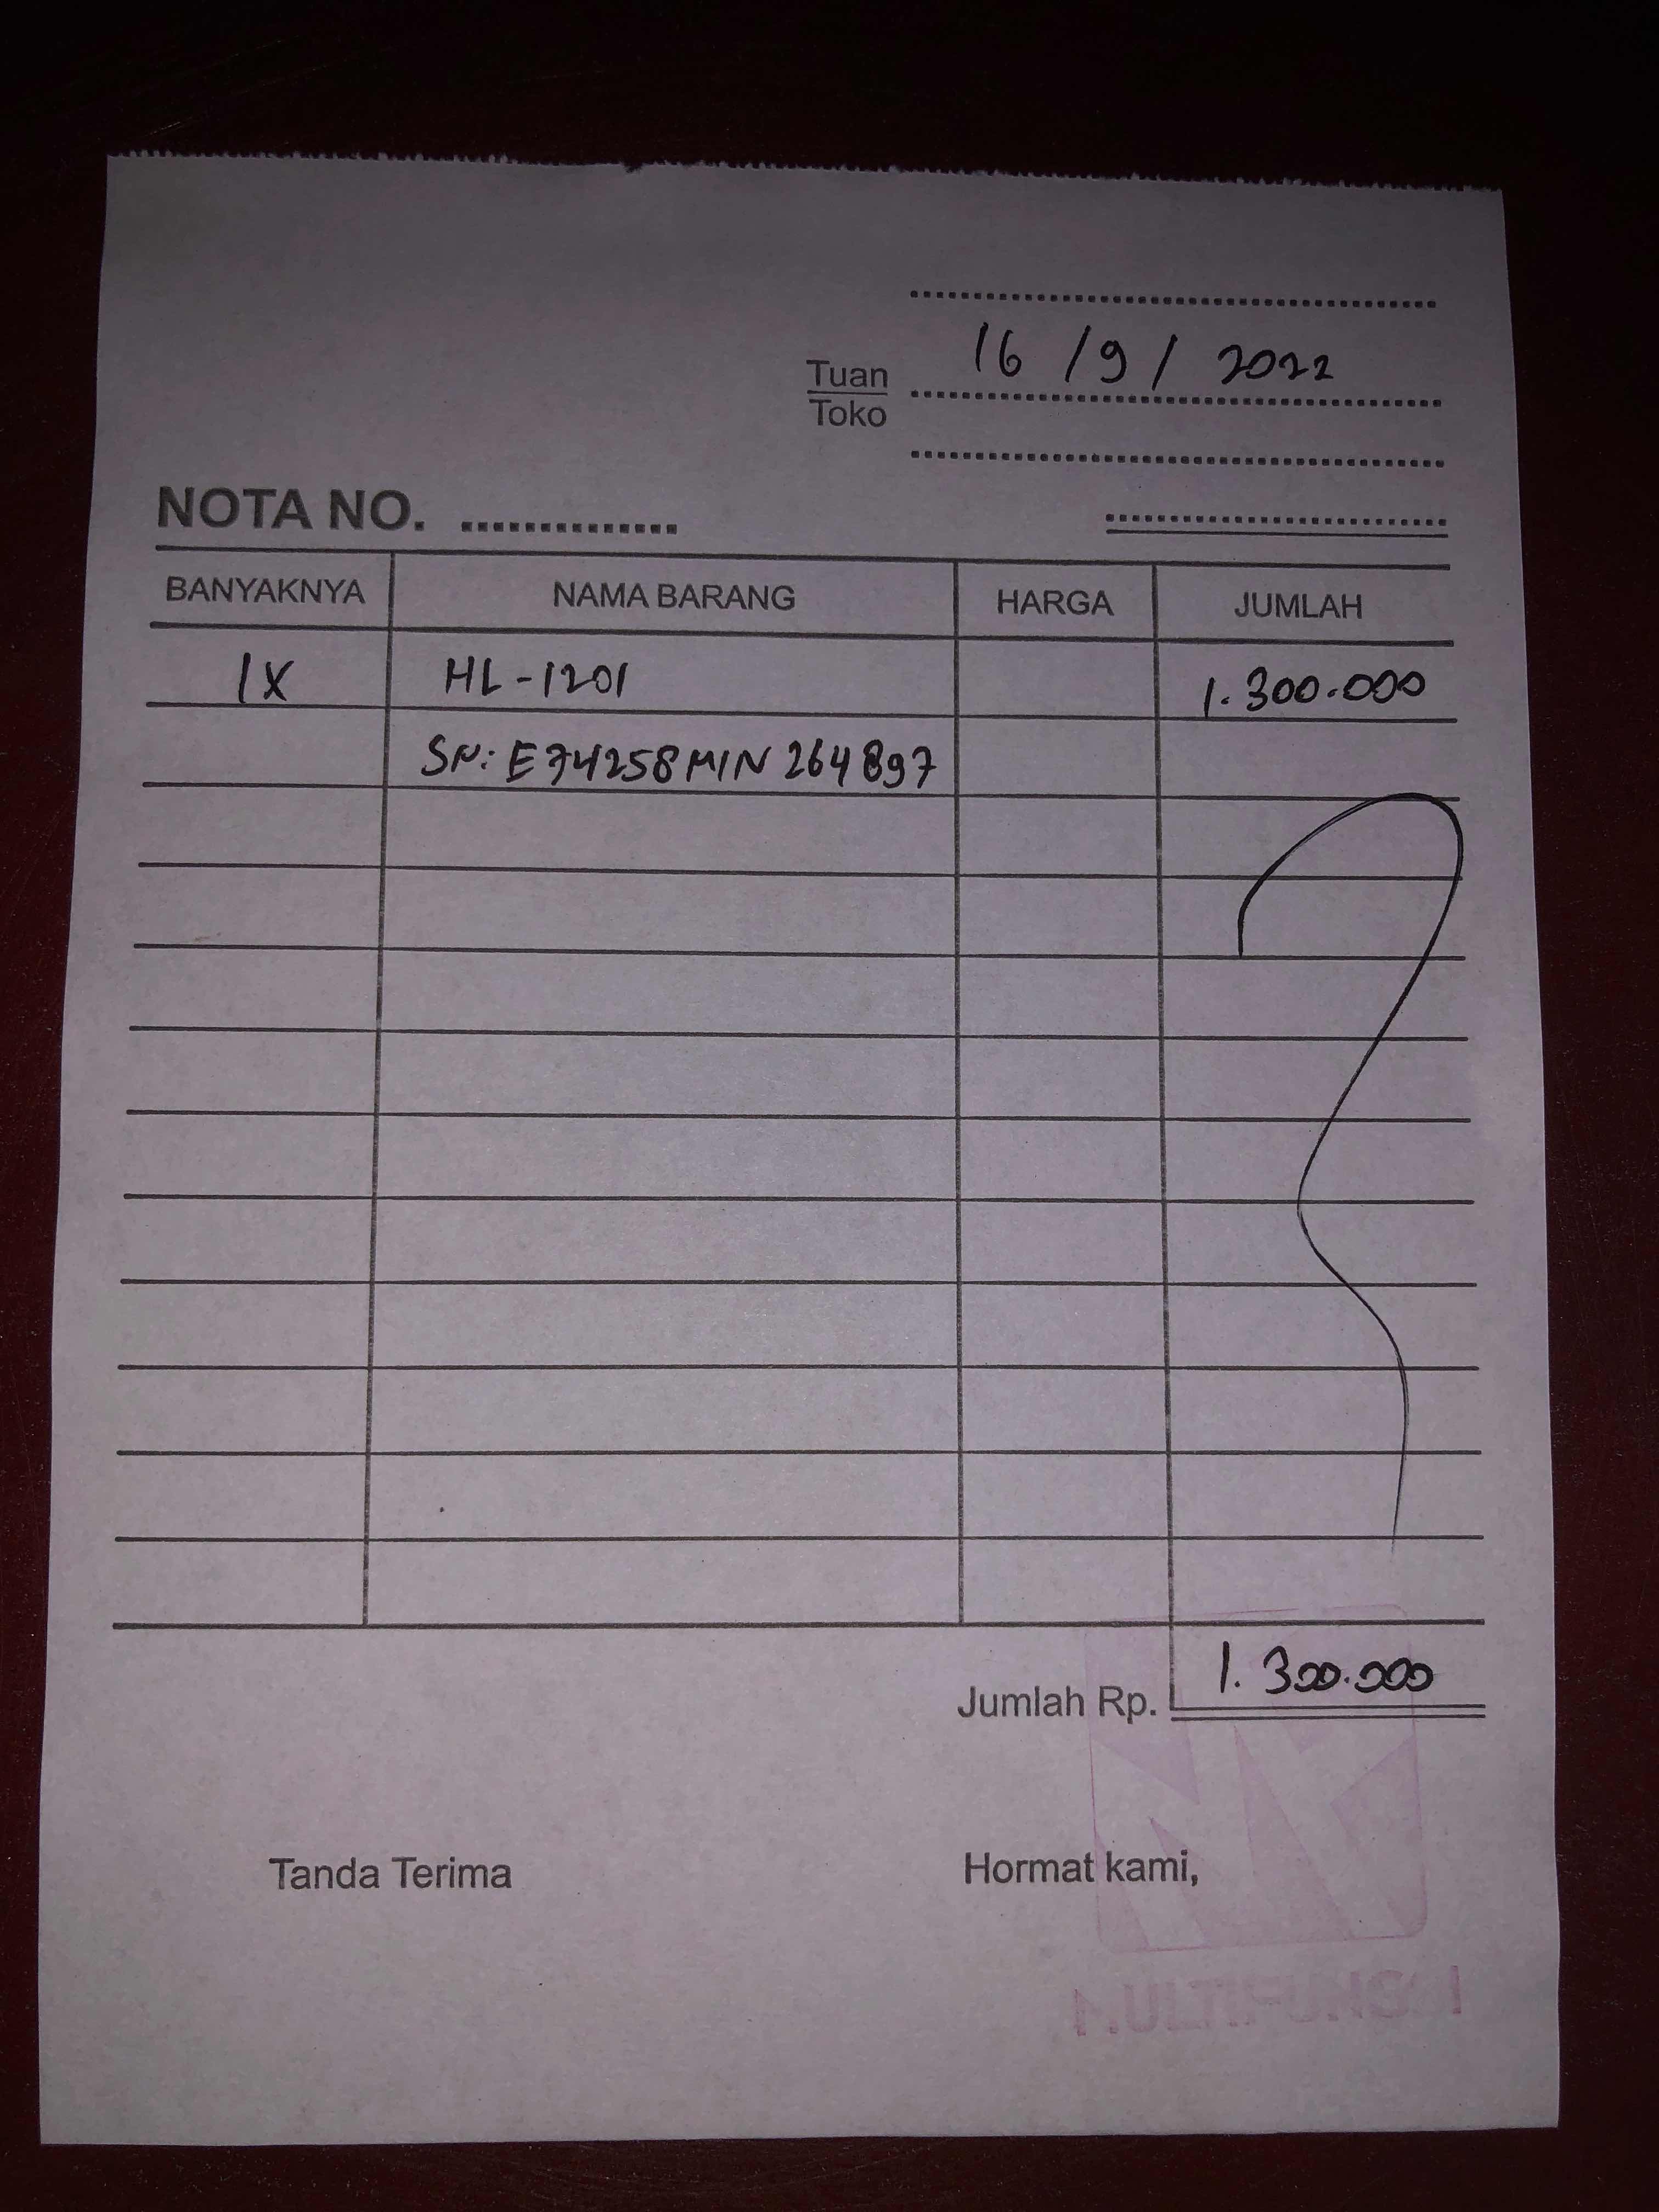 16 / 9 / 2022
Tuan
Toko
NOTA NO.
BANYAKNYA NAMA BARANG HARGA JUMLAH
1X HL-1201 1.300.000
SN: E74258M1N264897
Jumlah Rp. 1.300.000
Tanda Terima Hormat kami,